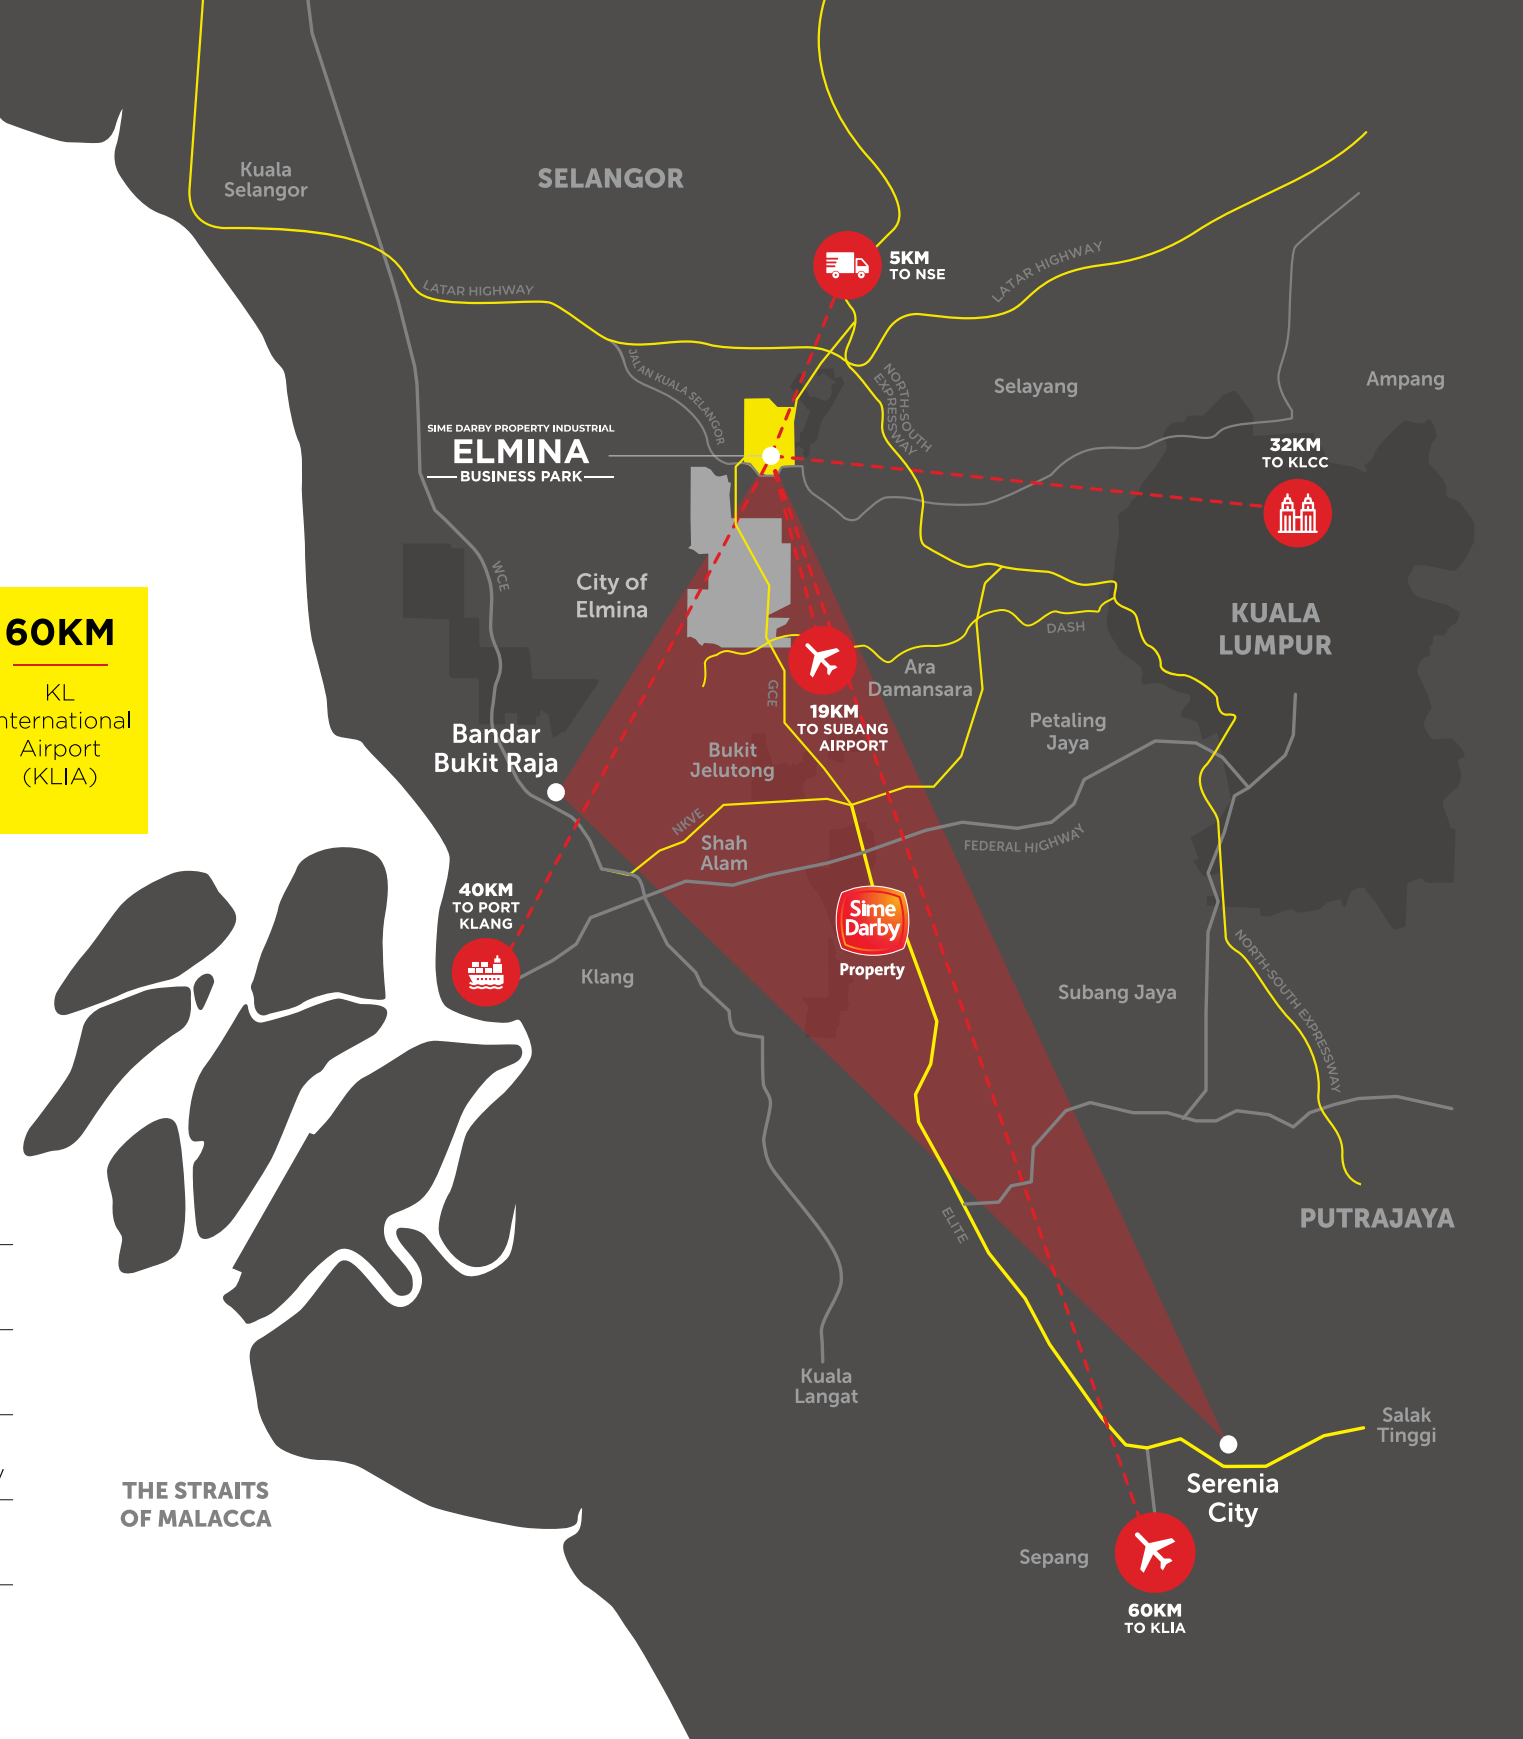 Kuala
Selangor
SELANGOR
5KM
TO NSE
LATAR HIGHWAY
LATAR HIGHWAY
JALAN KUALA SELANGOR
NORTH-SOUTH
EXPRESSWAY
Selayang
Ampang
SIME DARBY PROPERTY INDUSTRIAL
ELMINA
BUSINESS PARK
32KM
TO KLCC
WCE
City of
Elmina
KUALA
LUMPUR
DASH
60KM
KL
nternational
Airport
(KLIA)
Ara
Damansara
GCE
19KM
TO SUBANG
AIRPORT
Petaling
Jaya
Bandar
Bukit Raja
Bukit
Jelutong
NKVE
Shah
Alam
FEDERAL HIGHWAY
40KM
TO PORT
KLANG
Sime
Darby
Property
Klang
Subang Jaya
NORTH-SOUTH EXPRESSWAY
ELITE
PUTRAJAYA
Kuala
Langat
Salak
Tinggi
THE STRAITS
OF MALACCA
Serenia
City
Sepang
60KM
TO KLIA